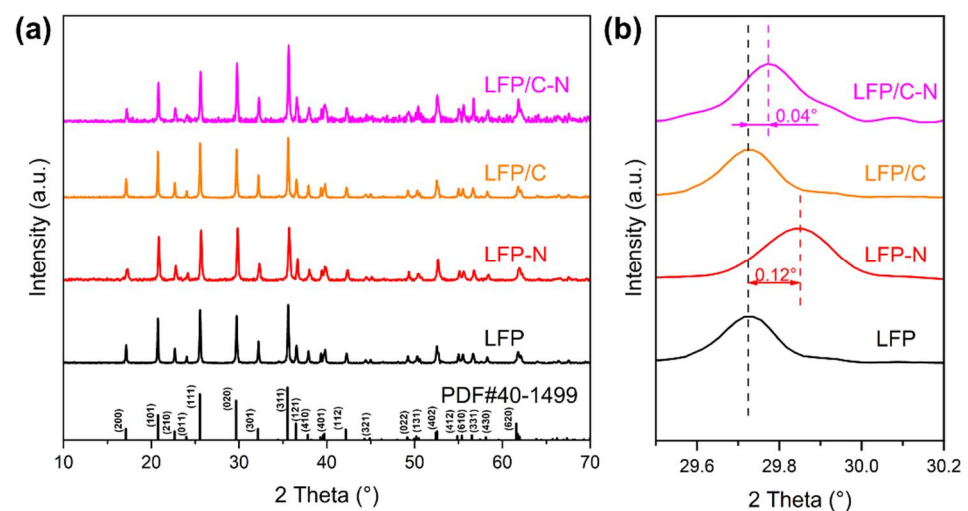 (a)
LFP/C-N
LFP/C
LFP-N
LFP
PDF#40-1499
(200)
(101)
(210)
(011)
(111)
(020)
(301)
(311)
(121)
(410)
(401)
(112)
(321)
(022)
(131)
(402)
(412)
(610)
(331)
(430)
(620)
Intensity (a.u.)
10 20 30 40 50 60 70
2 Theta (°)
(b)
LFP/C-N
0.04°
LFP/C
LFP-N
0.12°
LFP
Intensity (a.u.)
29.6 29.8 30.0 30.2
2 Theta (°)